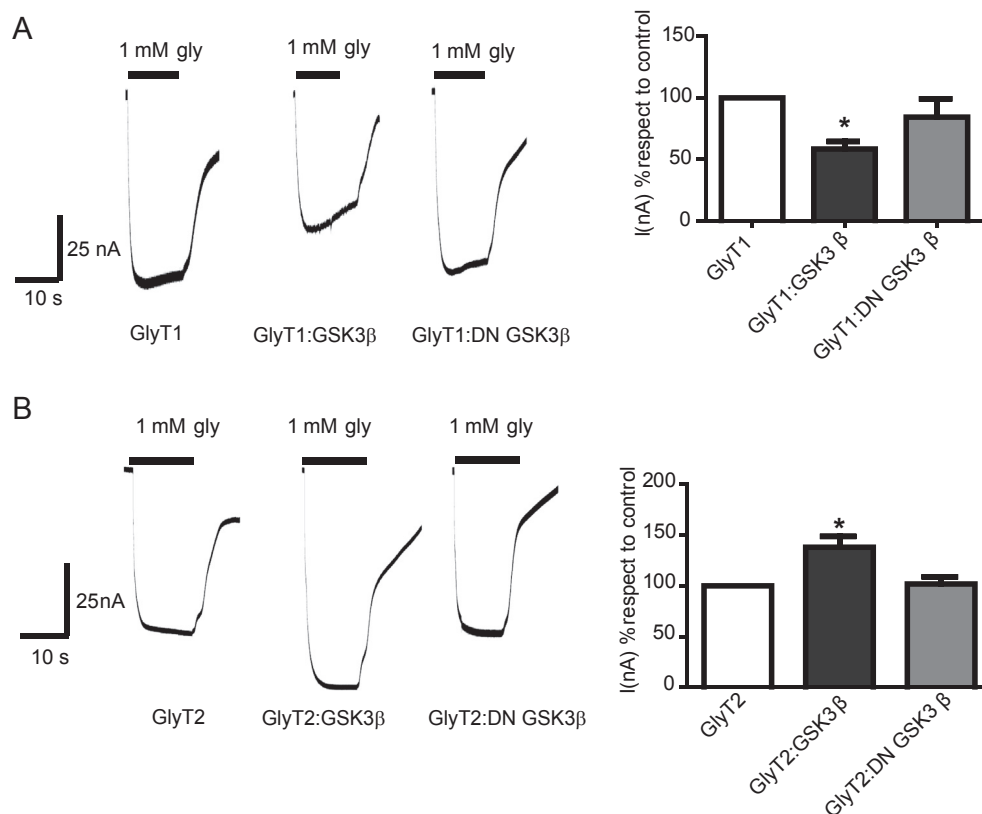 A
1 mM gly
1 mM gly
1 mM gly
25 nA
10 s
GlyT1
GlyT1:GSK3β
GlyT1:DN GSK3β
I(nA) % respect to control
150
100
50
0
*
GlyT1
GlyT1:GSK3 β
GlyT1:DN GSK3 β
B
1 mM gly
1 mM gly
1 mM gly
25nA
10 s
GlyT2
GlyT2:GSK3β
GlyT2:DN GSK3β
I(nA) % respect to control
200
150
100
50
0
*
GlyT2
GlyT2:GSK3 β
GlyT2:DN GSK3 β